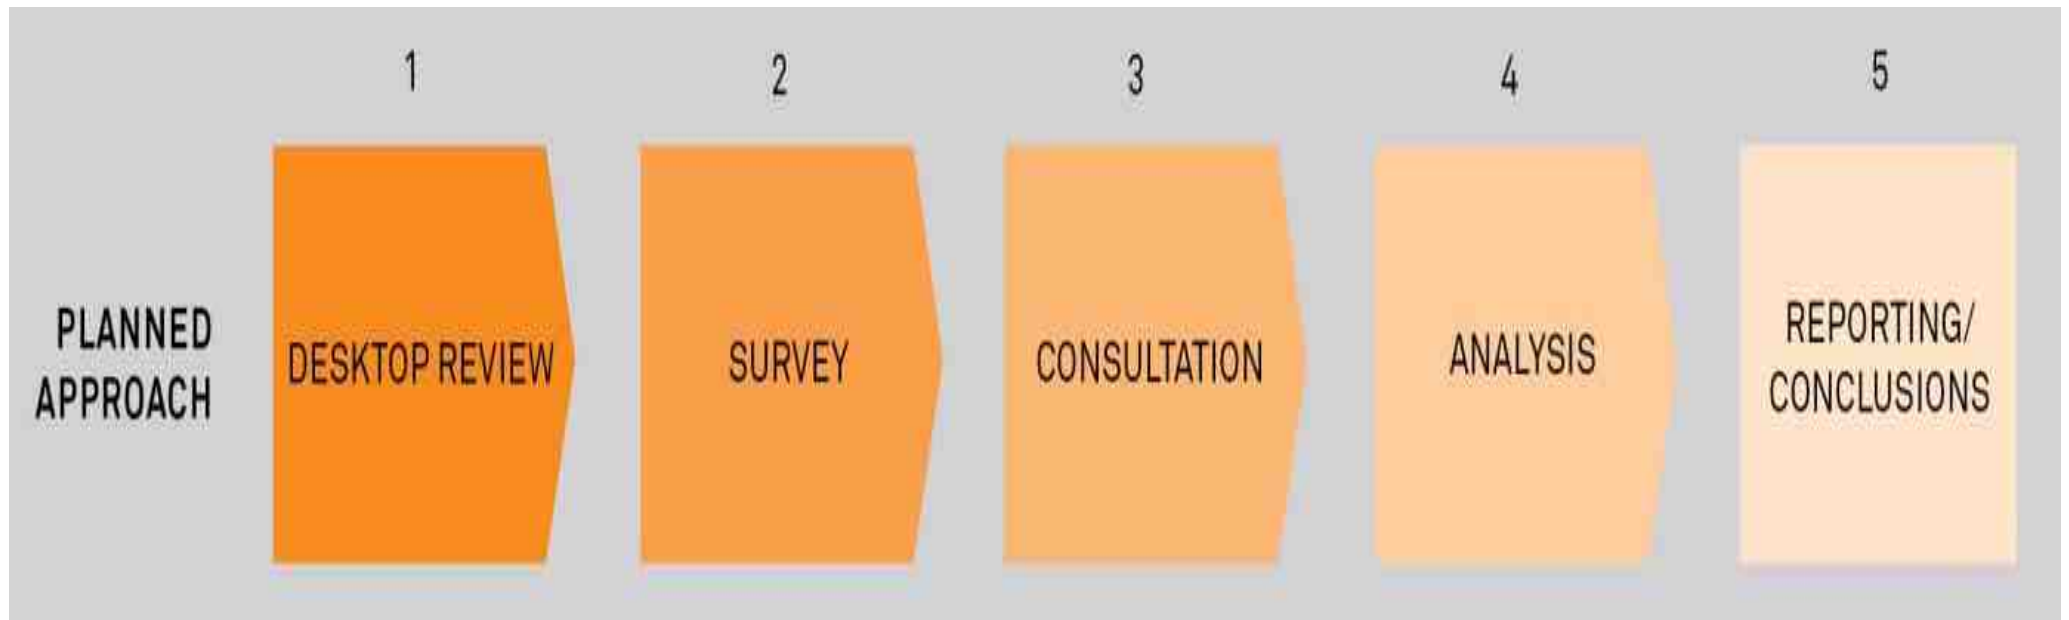 1
2
3
4
5
PLANNED
APPROACH
DESKTOP REVIEW
SURVEY
CONSULTATION
ANALYSIS
REPORTING/
CONCLUSIONS